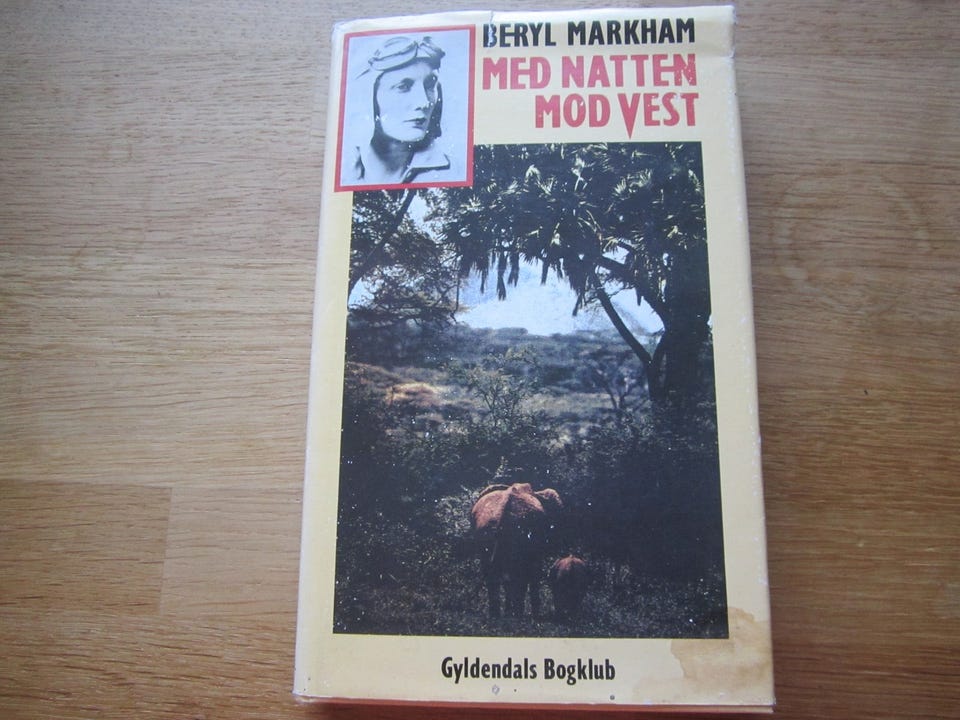 BERYL MARKHAM
MED NATTEN
MOD VEST
Gyldendals Bogklub